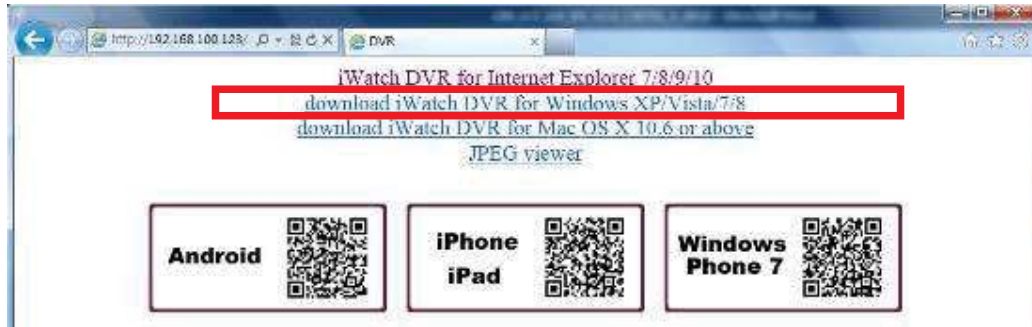 http://192.168.100.123/
DVR
iWatch DVR for Internet Explorer 7/8/9/10
download iWatch DVR for Windows XP/Vista/7/8
download iWatch DVR for Mac OS X 10.6 or above
JPEG viewer
Android
iPhone
iPad
Windows
Phone 7